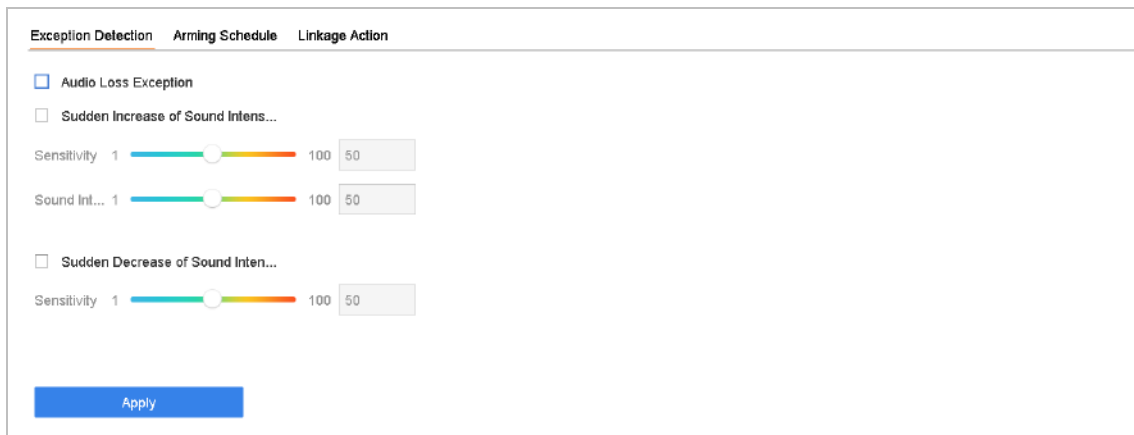 Exception Detection Arming Schedule Linkage Action
Audio Loss Exception
Sudden Increase of Sound Intens...
Sensitivity 1 100 50
Sound Int... 1 100 50
Sudden Decrease of Sound Inten...
Sensitivity 1 100 50
Apply